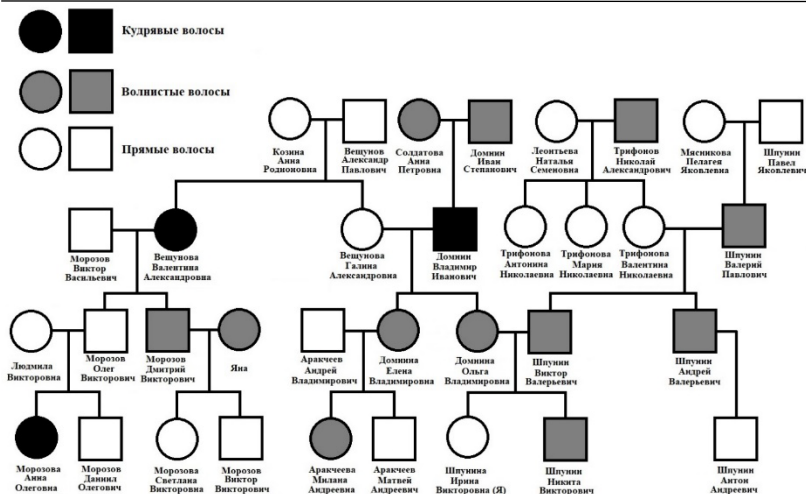 Кудрявые волосы
Волнистые волосы
Прямые волосы
Козина
Анна
Родионовна
Вещунов
Александр
Павлович
Солдатова
Анна
Петровна
Домнин
Иван
Степанович
Леонтьева
Наталья
Семеновна
Трифонов
Николай
Александрович
Мясникова
Пелагея
Яковлевна
Шпунин
Павел
Яковлевич
Морозов
Виктор
Васильевич
Вещунова
Валентина
Александровна
Вещунова
Галина
Александровна
Домнин
Владимир
Иванович
Трифонова
Антонина
Николаевна
Трифонова
Мария
Николаевна
Трифонова
Валентина
Николаевна
Шпунин
Валерий
Павлович
Людмила
Викторовна
Морозов
Олег
Викторович
Морозов
Дмитрий
Викторович
Яна
Аракчеев
Андрей
Владимирович
Домнина
Елена
Владимировна
Домнина
Ольга
Владимировна
Шпунин
Виктор
Валерьевич
Шпунин
Андрей
Валерьевич
Морозова
Анна
Олеговна
Морозов
Даниил
Олегович
Морозова
Светлана
Викторовна
Морозов
Виктор
Викторович
Аракчеева
Милана
Андреевна
Аракчеев
Матвей
Андреевич
Шпунина
Ирина
Викторовна (Я)
Шпунин
Никита
Викторович
Шпунин
Антон
Андреевич